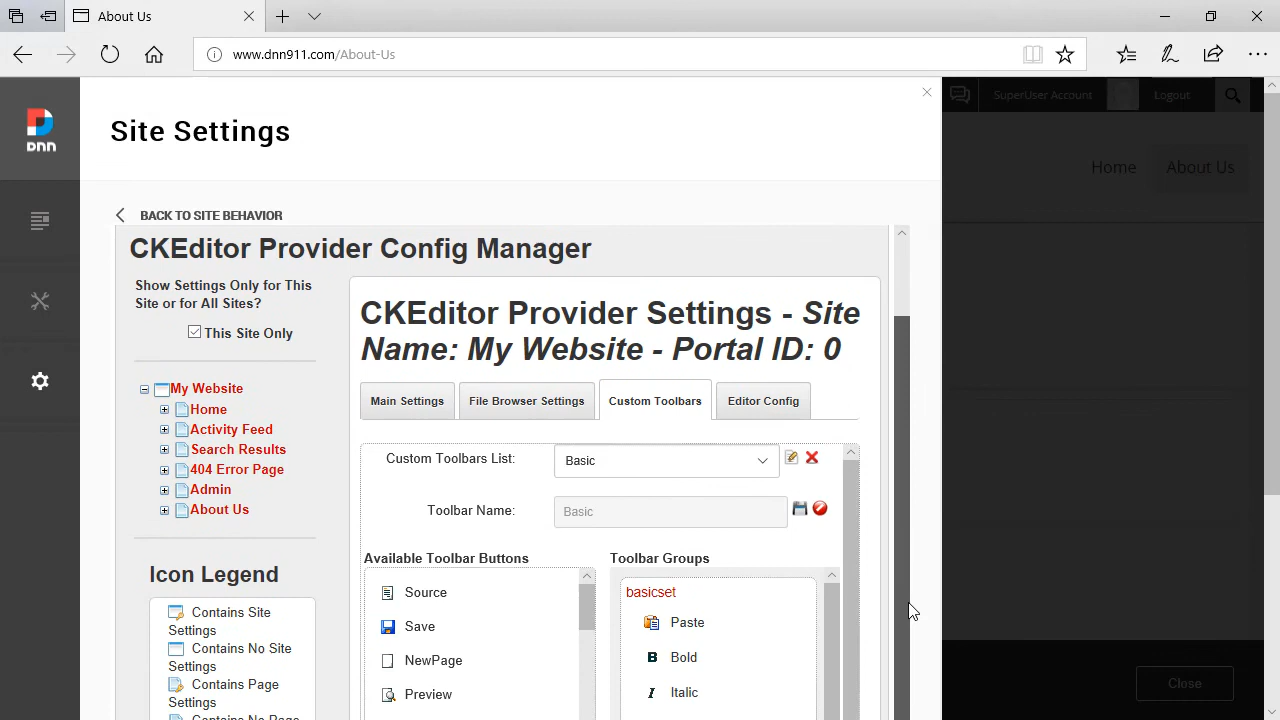 About Us
www.dnn911.com/About-Us
DNN
Site Settings
SuperUser Account
Logout
Home
About Us
BACK TO SITE BEHAVIOR
CKEditor Provider Config Manager
Show Settings Only for This
Site or for All Sites?
This Site Only
My Website
Home
Activity Feed
Search Results
404 Error Page
Admin
About Us
Icon Legend
Contains Site
Settings
Contains No Site
Settings
Contains Page
Settings
Contains No Page
CKEditor Provider Settings - Site
Name: My Website - Portal ID: 0
Main Settings
File Browser Settings
Custom Toolbars
Editor Config
Custom Toolbars List:
Basic
Toolbar Name:
Basic
Available Toolbar Buttons
Source
Save
NewPage
Preview
Toolbar Groups
basicset
Paste
B Bold
I Italic
Close